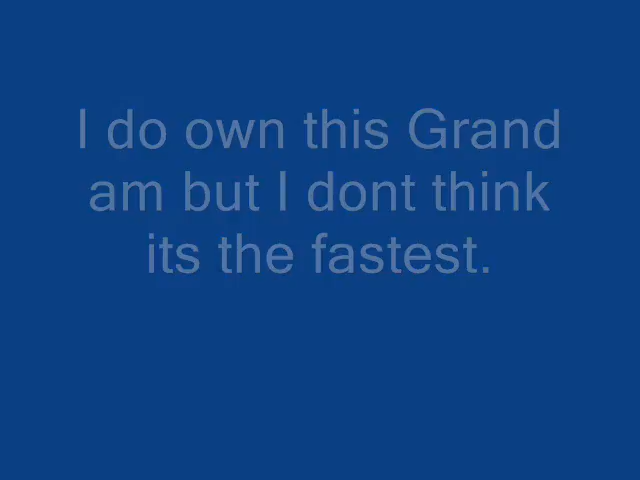 I do own this Grand
am but I dont think
its the fastest.